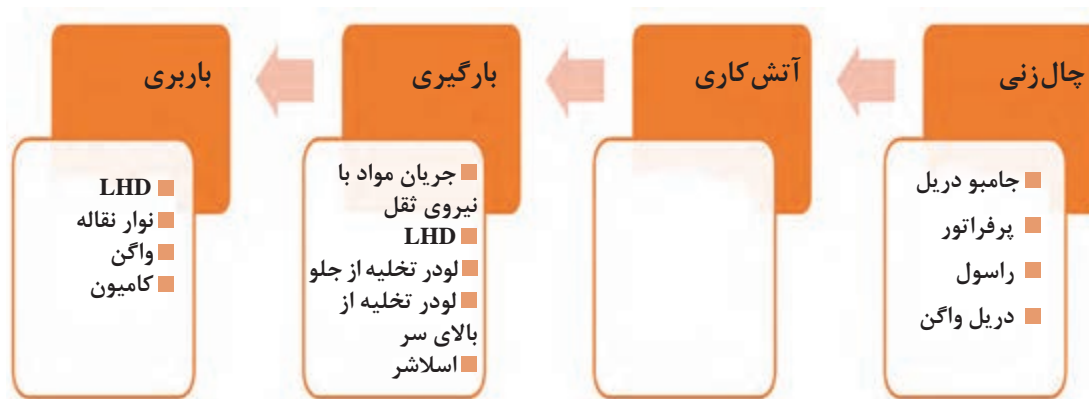 چال‌زنی
جامبو دریل
پرفراتور
راسول
دریل واگن
آتش‌کاری
بارگیری
جریان مواد با
نیروی ثقل
LHD
لودر تخلیه از جلو
لودر تخلیه از
بالای سر
اسلاشر
باربری
LHD
نوار نقاله
واگن
کامیون